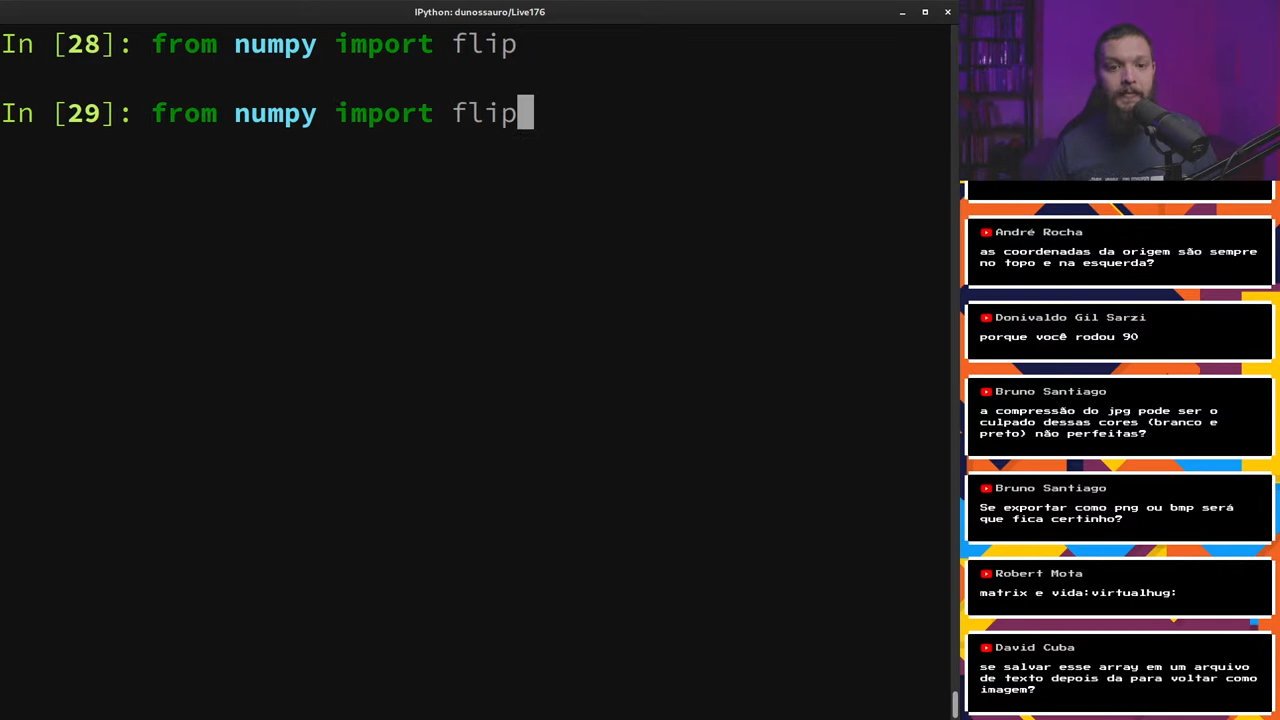 IPython: dunossauro/Live176
In [28]: from numpy import flip
In [29]: from numpy import flip
André Rocha
as coordenadas da origem são sempre
no topo e na esquerda?
Donivaldo Gil Sarzi
porque você rodou 90
Bruno Santiago
a compressão do jpg pode ser o
culpado dessas cores (branco e
preto) não perfeitas?
Bruno Santiago
Se exportar como png ou bmp será
que fica certinho?
Robert Mota
matrix e vida:virtualhug:
David Cuba
se salvar esse array em um arquivo
de texto depois da para voltar como
imagem?